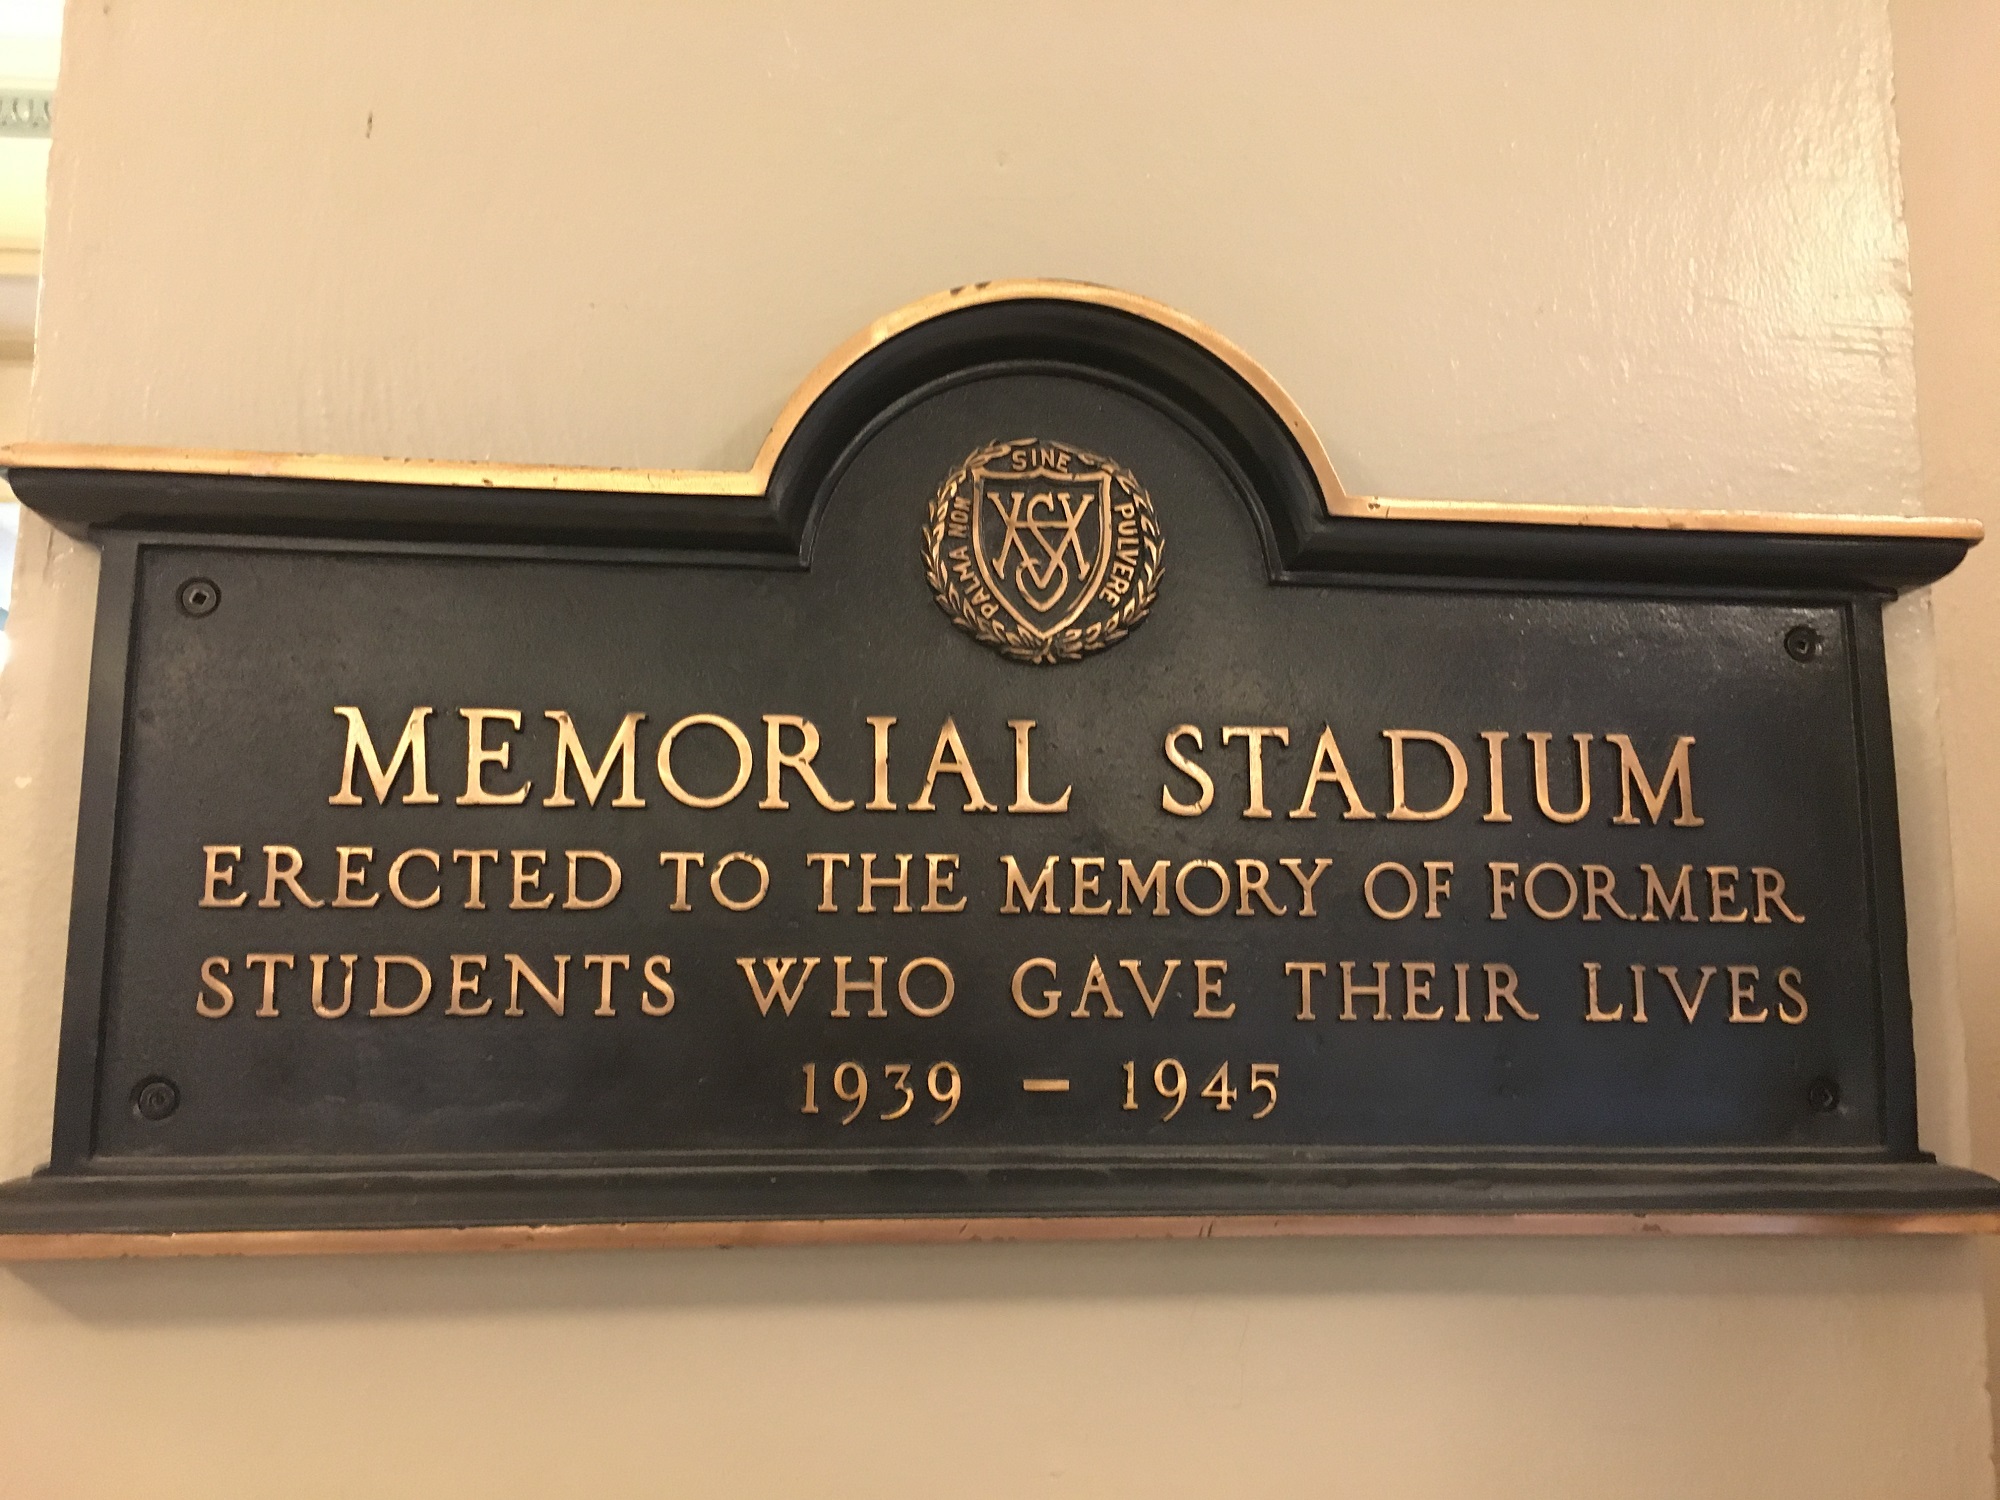 PALMA NON SINE PULVERE
VHS
MEMORIAL STADIUM
ERECTED TO THE MEMORY OF FORMER
STUDENTS WHO GAVE THEIR LIVES
1939 – 1945